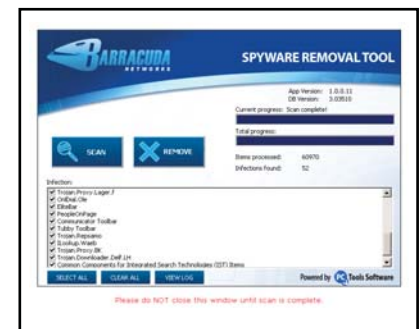 BARRACUDA
NETWORKS
SPYWARE REMOVAL TOOL
App Version: 1.0.0.11
DB Version: 3.03510
Current progress: Scan complete!
Total progress:
SCAN
REMOVE
Items processed: 60970
Infections Found: 52
Infection:
Trojan.Proxy.Lager.f
OnDial.Ole
EliteBar
PeopleOnPage
Communicator Toolbar
Tubby Toolbar
Trojan.Repsamo
ILookup.Waeb
Trojan.Proxy.BK
Trojan.Downloader.Delf.LH
Common Components for Integrated Search Technologies (IST) Items
SELECT ALL
CLEAR ALL
VIEW LOG
Powered by PC Tools Software
Please do NOT close this window until scan is complete.